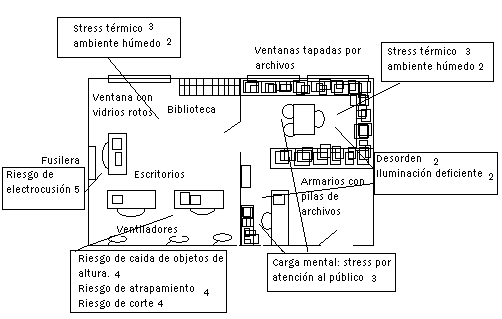 Stress térmico 3
ambiente húmedo 2
Ventanas tapadas por
archivos
Stress térmico 3
ambiente húmedo 2
Ventana con
vidrios rotos
Biblioteca
Fusilera
Riesgo de
electrocusión 5
Escritorios
Armarios con
pilas de
archivos
Desorden 2
iluminación deficiente 2
Ventiladores
Riesgo de caida de objetos de
altura. 4
Riesgo de atrapamiento 4
Riesgo de corte 4
Carga mental: stress por
atención al público 3